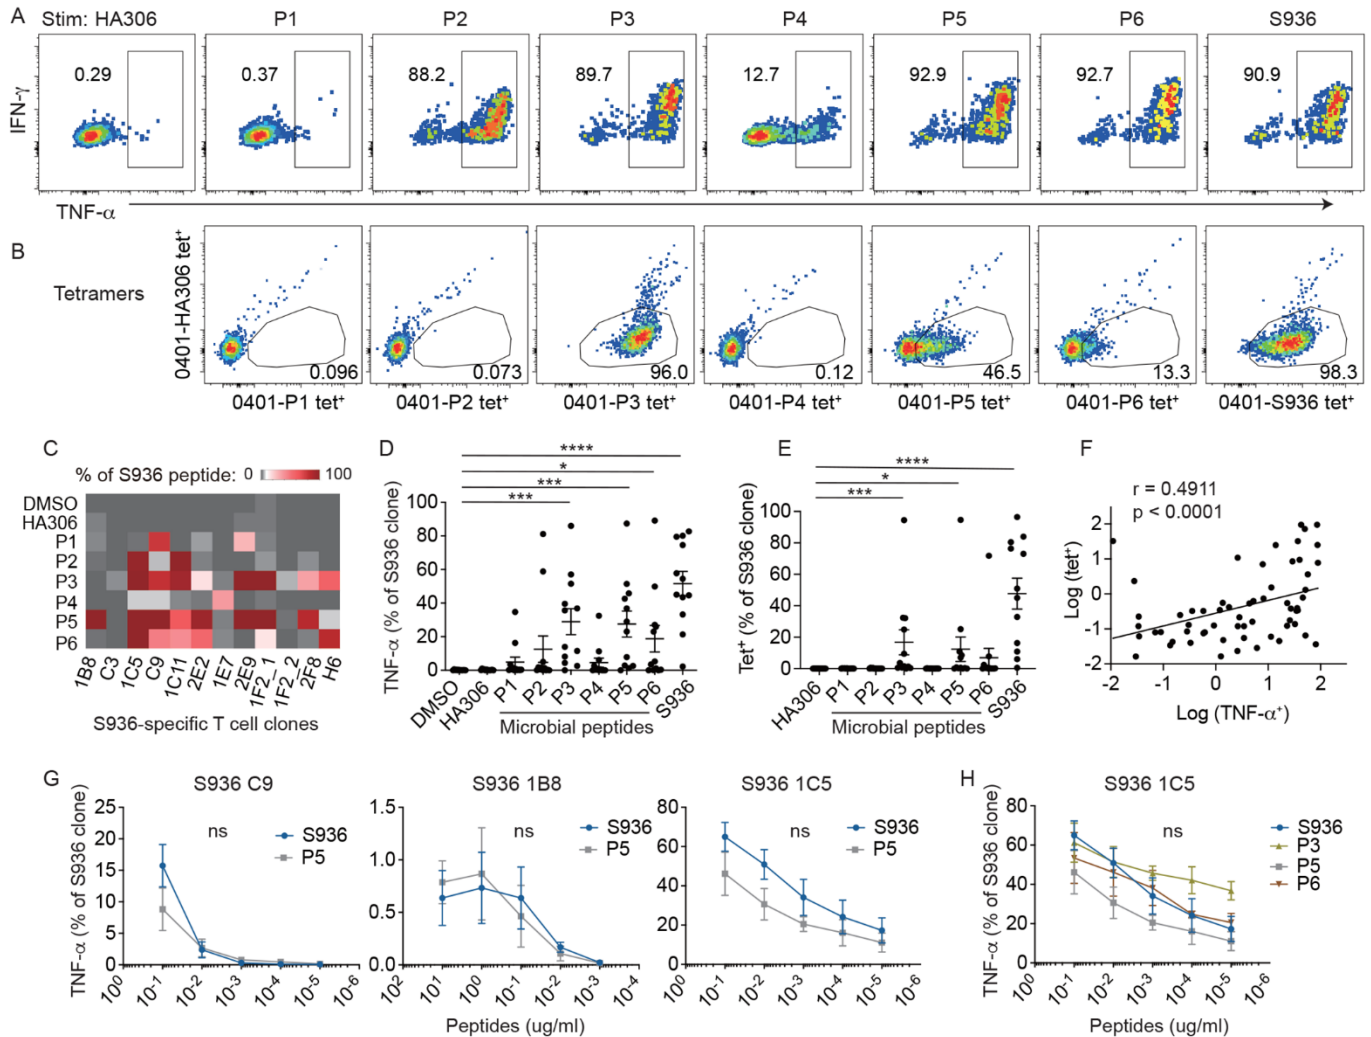 A Stim: HA306 P1 P2 P3 P4 P5 P6 S936
IFN-γ
0.29 0.37 88.2 89.7 12.7 92.9 92.7 90.9
TNF-α
B
Tetramers
0401-HA306 tet⁺
0.096 0.073 96.0 0.12 46.5 13.3 98.3
0401-P1 tet⁺ 0401-P2 tet⁺ 0401-P3 tet⁺ 0401-P4 tet⁺ 0401-P5 tet⁺ 0401-P6 tet⁺ 0401-S936 tet⁺
C
% of S936 peptide: 0 100
DMSO
HA306
P1
P2
P3
P4
P5
P6
1B8 C3 1C5 C9 1C11 2E2 1E7 2E9 1F2_1 1F2_2 2F8 H6
S936-specific T cell clones
D
****
*
***
***
TNF-α (% of S936 clone)
100
80
60
40
20
0
DMSO HA306 P1 P2 P3 P4 P5 P6 S936
Microbial peptides
E
****
*
***
Tet⁺ (% of S936 clone)
100
80
60
40
20
0
HA306 P1 P2 P3 P4 P5 P6 S936
Microbial peptides
F
r = 0.4911
p < 0.0001
Log (tet⁺)
2
1
0
-1
-2
-2 -1 0 1 2
Log (TNF-α⁺)
G
S936 C9
TNF-α (% of S936 clone)
25
20
15
10
5
0
ns
S936
P5
10⁰ 10⁻¹ 10⁻² 10⁻³ 10⁻⁴ 10⁻⁵ 10⁻⁶
S936 1B8
1.5
1.0
0.5
0.0
ns
S936
P5
10² 10¹ 10⁰ 10⁻¹ 10⁻² 10⁻³ 10⁻⁴
Peptides (ug/ml)
S936 1C5
80
60
40
20
0
ns
S936
P5
10⁰ 10⁻¹ 10⁻² 10⁻³ 10⁻⁴ 10⁻⁵ 10⁻⁶
H
S936 1C5
TNF-α (% of S936 clone)
80
60
40
20
0
ns
S936
P3
P5
P6
10⁰ 10⁻¹ 10⁻² 10⁻³ 10⁻⁴ 10⁻⁵ 10⁻⁶
Peptides (ug/ml)